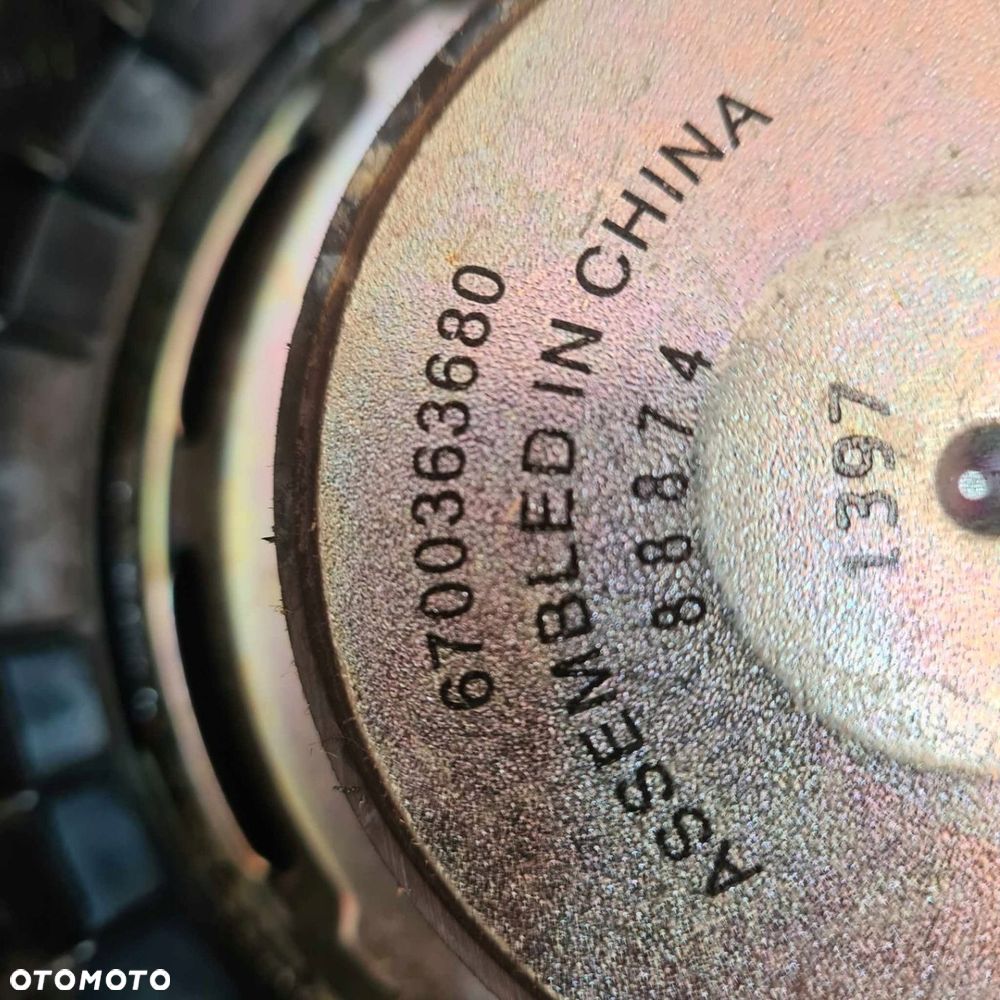 6700363680
ASSEMBLED IN CHINA
88874
1397
OTOMOTO